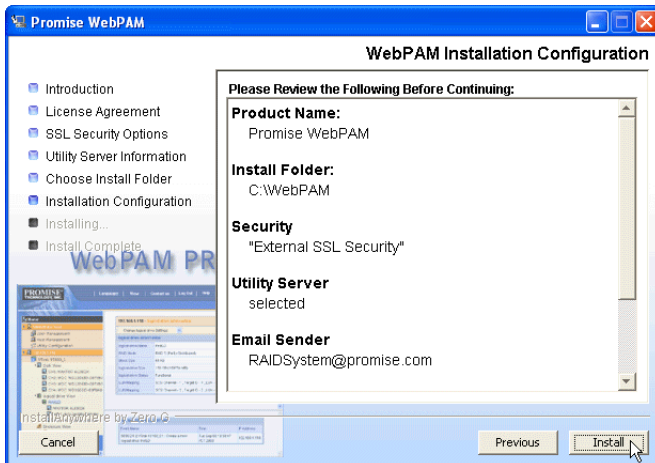 Promise WebPAM
WebPAM Installation Configuration
Introduction
License Agreement
SSL Security Options
Utility Server Information
Choose Install Folder
Installation Configuration
Installing...
Install Complete
WebPAM PR
PROMISE
Please Review the Following Before Continuing:
Product Name:
Promise WebPAM
Install Folder:
C:\WebPAM
Security
"External SSL Security"
Utility Server
selected
Email Sender
RAIDSystem@promise.com
InstallAnywhere by Zero G
Cancel
Previous
Install